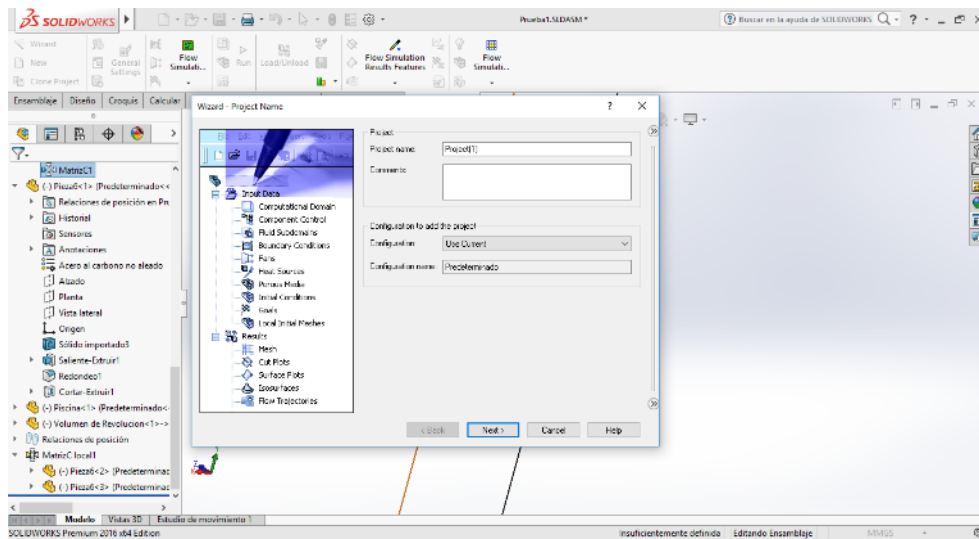 SOLIDWORKS
Prueba1.SLDASM *
Buscar en la ayuda de SOLIDWORKS
Wizard
New
Clone Project
General Settings
Flow Simulati...
Run
Load/Unload
Flow Simulation Results Features
Flow Simulati...
Ensamblaje
Diseño
Croquis
Calcular
MatrizC1
(-) Pieza6<1> (Predeterminado<<
Relaciones de posición en Pru
Historial
Sensores
Anotaciones
Acero al carbono no aleado
Alzado
Planta
Vista lateral
Origen
Sólido importado3
Saliente-Extruir1
Redondeo1
Cortar-Extruir1
(-) Piscina<1> (Predeterminado<
(-) Volumen de Revolucion<1>->
Relaciones de posición
MatrizC local1
(-) Pieza6<2> (Predeterminac
(-) Pieza6<3> (Predeterminac
Wizard - Project Name
Input Data
Computational Domain
Component Control
Fluid Subdomains
Boundary Conditions
Fans
Heat Sources
Porous Media
Initial Conditions
Goals
Local Initial Meshes
Results
Mesh
Cut Plots
Surface Plots
Isosurfaces
Flow Trajectories
Project
Project name:
Project(1)
Comments:
Configuration to add the project
Configuration:
Use Current
Configuration name:
Predeterminado
< Back
Next >
Cancel
Help
Modelo
Vistas 3D
Estudio de movimiento 1
SOLIDWORKS Premium 2016 x64 Edition
Insuficientemente definida
Editando Ensamblaje
MMGS